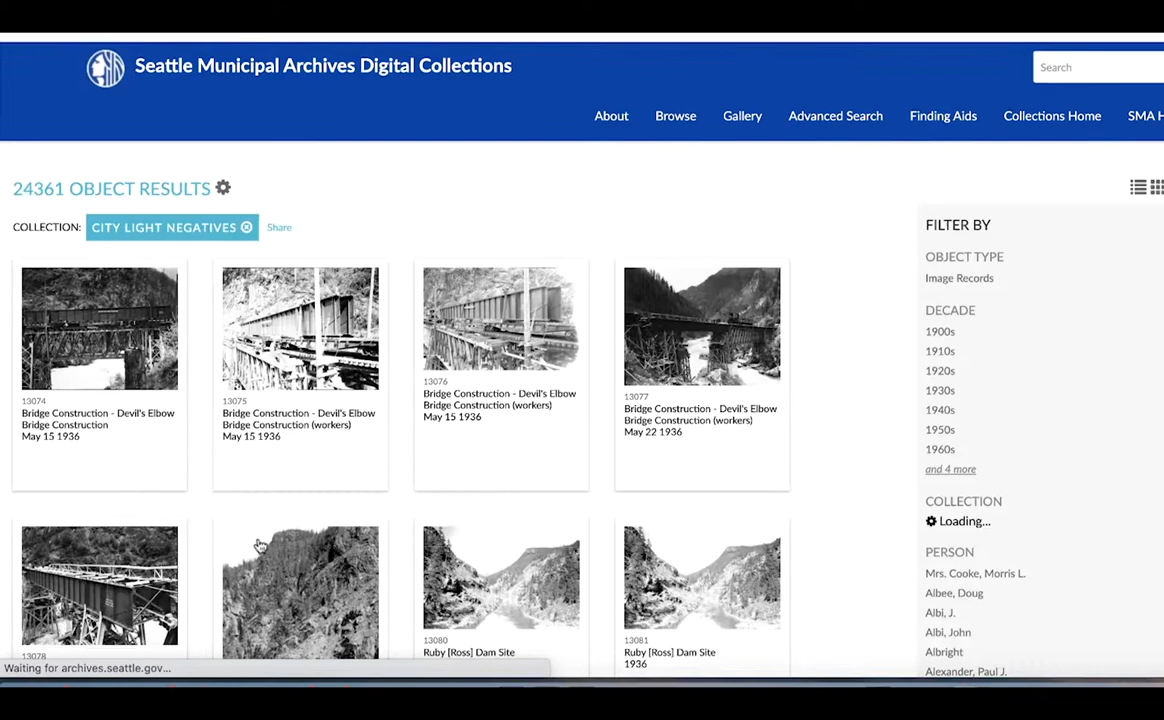 Seattle Municipal Archives Digital Collections
Search
About Browse Gallery Advanced Search Finding Aids Collections Home SMA H
24361 OBJECT RESULTS
COLLECTION: CITY LIGHT NEGATIVES Share
13074
Bridge Construction - Devil's Elbow
Bridge Construction
May 15 1936
13075
Bridge Construction - Devil's Elbow
Bridge Construction (workers)
May 15 1936
13076
Bridge Construction - Devil's Elbow
Bridge Construction (workers)
May 15 1936
13077
Bridge Construction - Devil's Elbow
Bridge Construction (workers)
May 22 1936
13078
13080
Ruby [Ross] Dam Site
13081
Ruby [Ross] Dam Site
1936
FILTER BY
OBJECT TYPE
Image Records
DECADE
1900s
1910s
1920s
1930s
1940s
1950s
1960s
and 4 more
COLLECTION
Loading...
PERSON
Mrs. Cooke, Morris L.
Albee, Doug
Albi, J.
Albi, John
Albright
Alexander, Paul J.
Waiting for archives.seattle.gov...